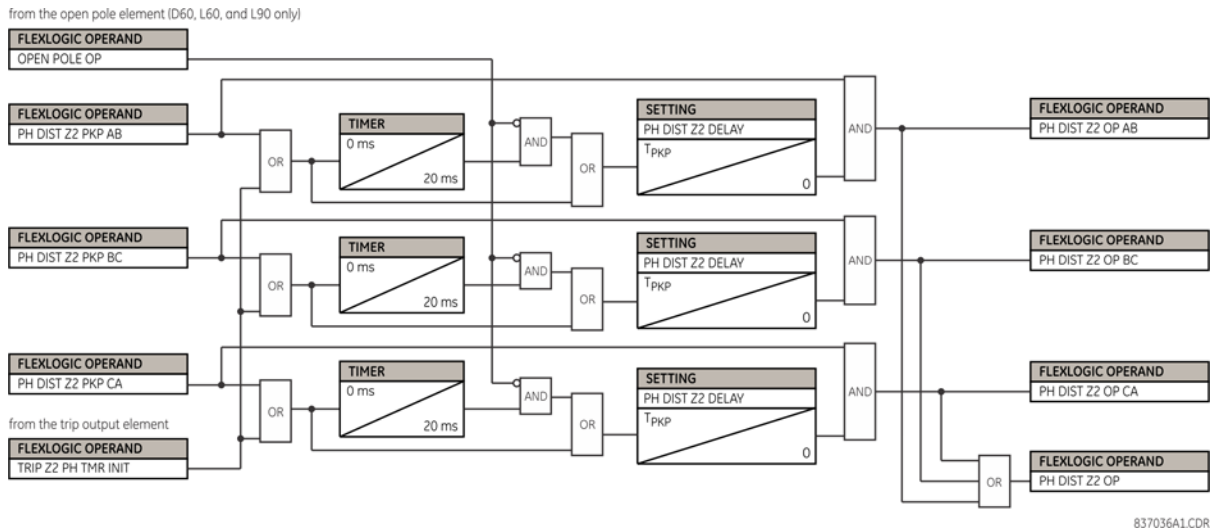 from the open pole element (D60, L60, and L90 only)
FLEXLOGIC OPERAND
OPEN POLE OP
FLEXLOGIC OPERAND
PH DIST Z2 PKP AB
OR
TIMER
0 ms
20 ms
AND
OR
SETTING
PH DIST Z2 DELAY
TPKP
0
AND
FLEXLOGIC OPERAND
PH DIST Z2 OP AB
FLEXLOGIC OPERAND
PH DIST Z2 PKP BC
OR
TIMER
0 ms
20 ms
AND
OR
SETTING
PH DIST Z2 DELAY
TPKP
0
AND
FLEXLOGIC OPERAND
PH DIST Z2 OP BC
FLEXLOGIC OPERAND
PH DIST Z2 PKP CA
OR
TIMER
0 ms
20 ms
AND
OR
SETTING
PH DIST Z2 DELAY
TPKP
0
AND
FLEXLOGIC OPERAND
PH DIST Z2 OP CA
from the trip output element
FLEXLOGIC OPERAND
TRIP Z2 PH TMR INIT
OR
FLEXLOGIC OPERAND
PH DIST Z2 OP
837036A1.CDR